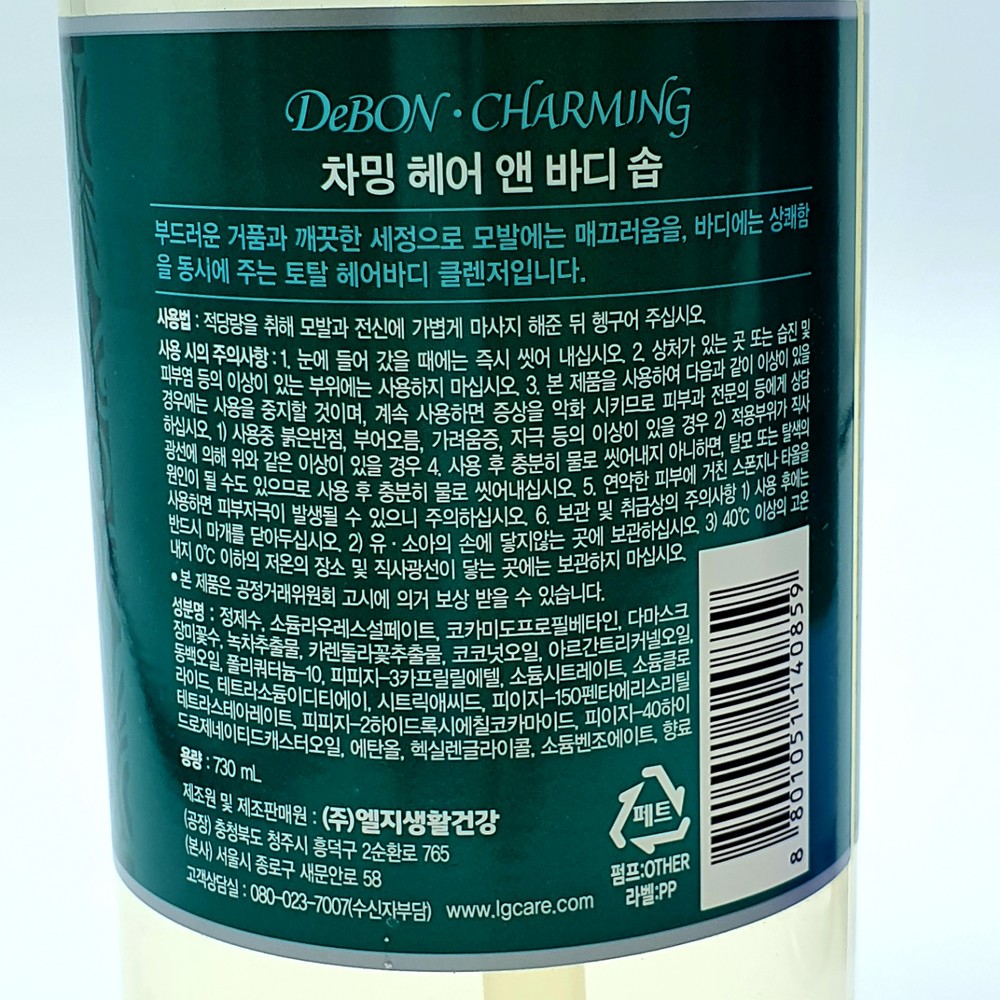 DeBON · CHARMING
차밍 헤어 앤 바디 솝
부드러운 거품과 깨끗한 세정으로 모발에는 매끄러움을, 바디에는 상쾌함
을 동시에 주는 토탈 헤어바디 클렌저입니다.
사용법 : 적당량을 취해 모발과 전신에 가볍게 마사지 해준 뒤 헹구어 주십시오.
사용 시의 주의사항 : 1. 눈에 들어 갔을 때에는 즉시 씻어 내십시오. 2. 상처가 있는 곳 또는 습진 및
피부염 등의 이상이 있는 부위에는 사용하지 마십시오. 3. 본 제품을 사용하여 다음과 같이 이상이 있을
경우에는 사용을 중지할 것이며, 계속 사용하면 증상을 악화 시키므로 피부과 전문의 등에게 상담
하십시오. 1) 사용중 붉은반점, 부어오름, 가려움증, 자극 등의 이상이 있을 경우 2) 적용부위가 직사
광선에 의해 위와 같은 이상이 있을 경우 4. 사용 후 충분히 물로 씻어내지 아니하면, 탈모 또는 탈색의
원인이 될 수도 있으므로 사용 후 충분히 물로 씻어내십시오. 5. 연약한 피부에 거친 스폰지나 타올을
사용하면 피부자극이 발생될 수 있으니 주의하십시오. 6. 보관 및 취급상의 주의사항 1) 사용 후에는
반드시 마개를 닫아두십시오. 2) 유·소아의 손에 닿지않는 곳에 보관하십시오. 3) 40℃ 이상의 고온
내지 0℃ 이하의 저온의 장소 및 직사광선이 닿는 곳에는 보관하지 마십시오.
• 본 제품은 공정거래위원회 고시에 의거 보상 받을 수 있습니다.
성분명 : 정제수, 소듐라우레스설페이트, 코카미도프로필베타인, 다마스크
장미꽃수, 녹차추출물, 카렌둘라꽃추출물, 코코넛오일, 아르간트리커넬오일,
동백오일, 폴리쿼터늄-10, 피피지-3카프릴릴에텔, 소듐시트레이트, 소듐클로
라이드, 테트라소듐이디티에이, 시트릭애씨드, 피이지-150펜타에리스리틸
테트라스테아레이트, 피피지-2하이드록시에칠코카마이드, 피이지-40하이
드로제네이티드캐스터오일, 에탄올, 헥실렌글라이콜, 소듐벤조에이트, 향료
용량 : 730 mL
제조원 및 제조판매원 : (주)엘지생활건강
(공장) 충청북도 청주시 흥덕구 2순환로 765
(본사) 서울시 종로구 새문안로 58
고객상담실 : 080-023-7007(수신자부담) www.lgcare.com
페트
펌프:OTHER
라벨:PP
8 801051 140859